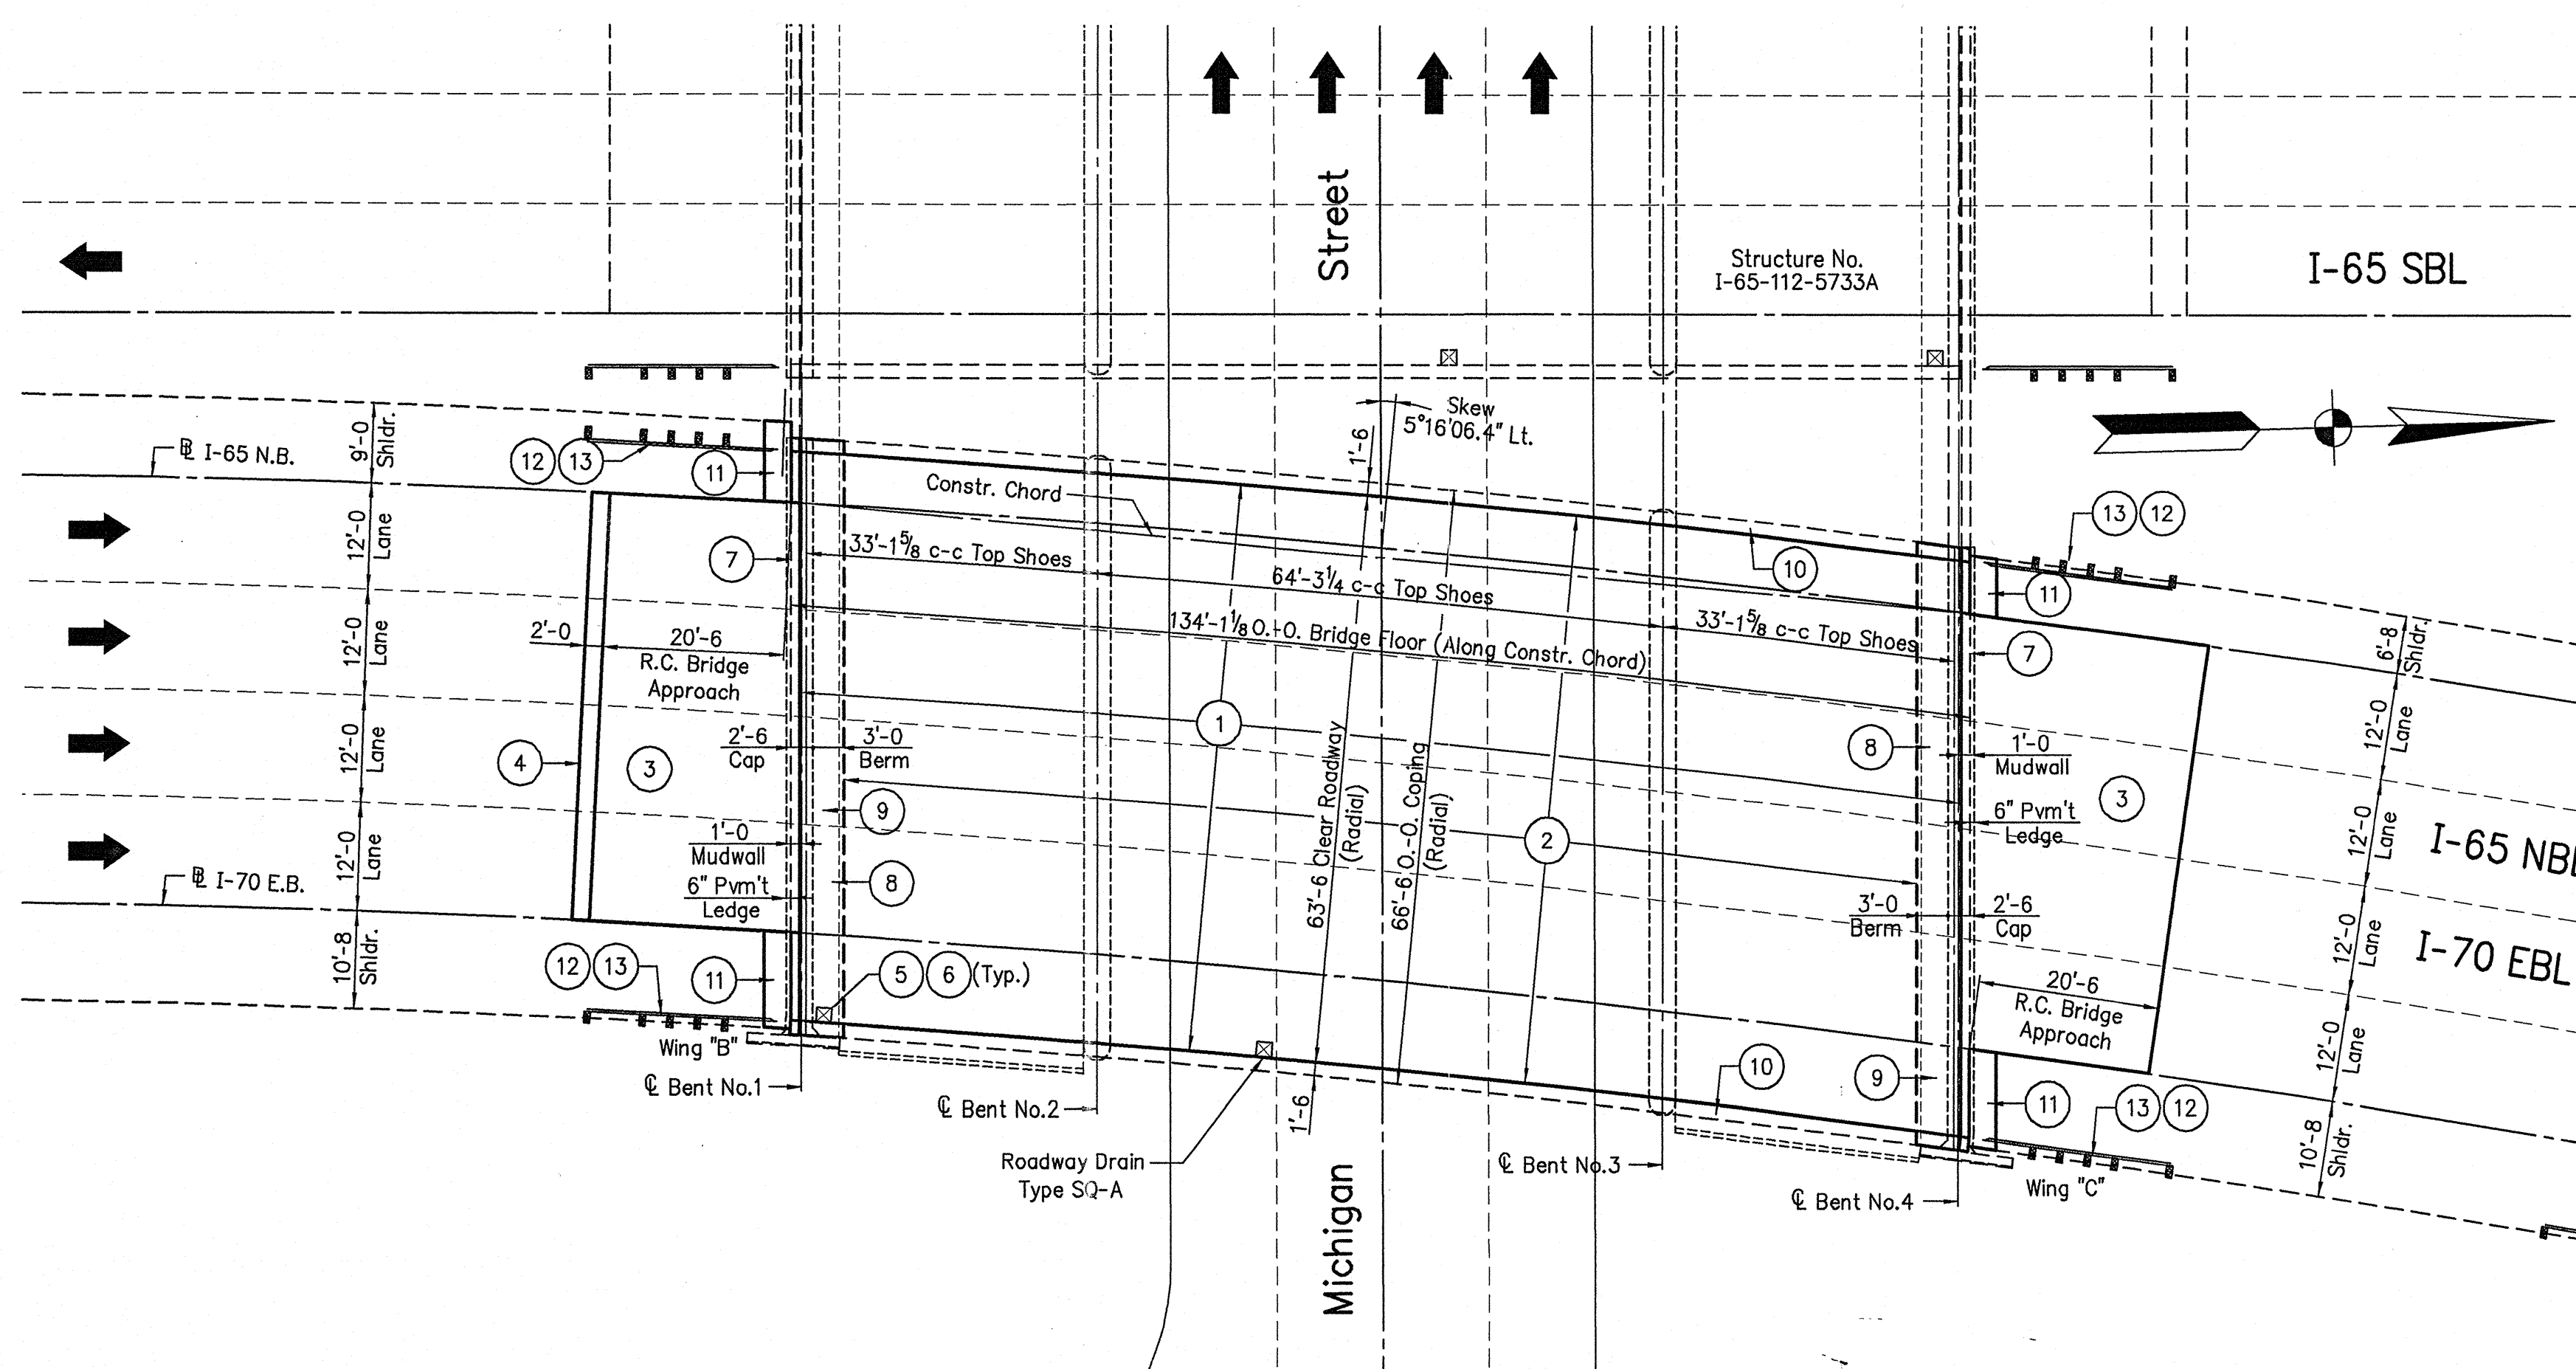 Street
Structure No.
I-65-112-5733A
I-65 SBL
Skew
5°16'06.4" Lt.
1'-6
9'-0
Shldr.
℄ I-65 N.B.
12 13
11
Constr. Chord
13 12
7
33'-1 5/8 c-c Top Shoes
10
12'-0
Lane
64'-3 1/4 c-c Top Shoes
11
134'-1 1/8 O.-O. Bridge Floor (Along Constr. Chord)
33'-1 5/8 c-c Top Shoes
7
6'-8
Shldr.
2'-0
20'-6
R.C. Bridge
Approach
12'-0
Lane
1
2'-6
Cap
3'-0
Berm
8
1'-0
Mudwall
12'-0
Lane
4
3
12'-0
Lane
63'-6 Clear Roadway
(Radial)
66'-6 O.-O. Coping
(Radial)
3
9
6" Pvm't
Ledge
2
1'-0
Mudwall
12'-0
Lane
I-65 NBL
8
6" Pvm't
Ledge
12'-0
Lane
℄ I-70 E.B.
3'-0
Berm
2'-6
Cap
12'-0
Lane
I-70 EBL
10'-8
Shldr.
12 13
11
5 6 (Typ.)
20'-6
R.C. Bridge
Approach
12'-0
Lane
Wing "B"
℄ Bent No.1
10
9
℄ Bent No.2
1'-6
11
13 12
10'-8
Shldr.
Roadway Drain
Type SQ-A
℄ Bent No.3
Wing "C"
℄ Bent No.4
Michigan